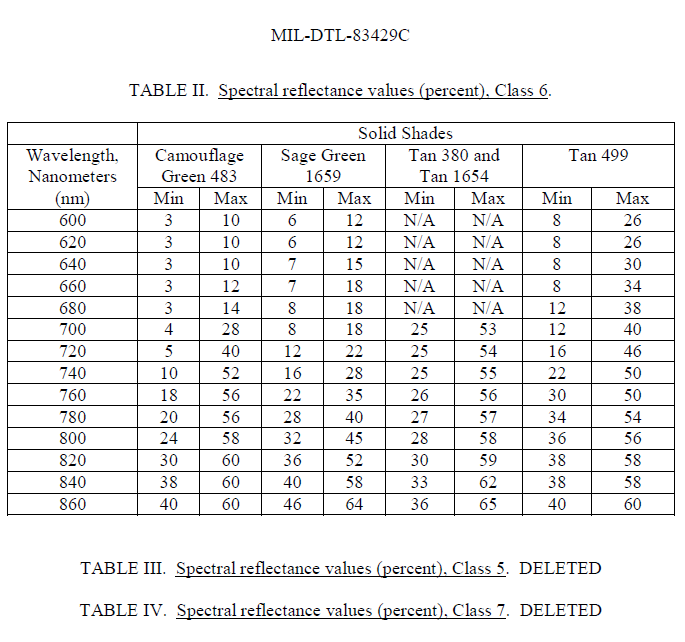 MIL-DTL-83429C
TABLE II. Spectral reflectance values (percent), Class 6.
Solid Shades
Wavelength, Nanometers (nm) Camouflage Green 483 Sage Green 1659 Tan 380 and Tan 1654 Tan 499
Min Max Min Max Min Max Min Max
600 3 10 6 12 N/A N/A 8 26
620 3 10 6 12 N/A N/A 8 26
640 3 10 7 15 N/A N/A 8 30
660 3 12 7 18 N/A N/A 8 34
680 3 14 8 18 N/A N/A 12 38
700 4 28 8 18 25 53 12 40
720 5 40 12 22 25 54 16 46
740 10 52 16 28 25 55 22 50
760 18 56 22 35 26 56 30 50
780 20 56 28 40 27 57 34 54
800 24 58 32 45 28 58 36 56
820 30 60 36 52 30 59 38 58
840 38 60 40 58 33 62 38 58
860 40 60 46 64 36 65 40 60
TABLE III. Spectral reflectance values (percent), Class 5. DELETED
TABLE IV. Spectral reflectance values (percent), Class 7. DELETED